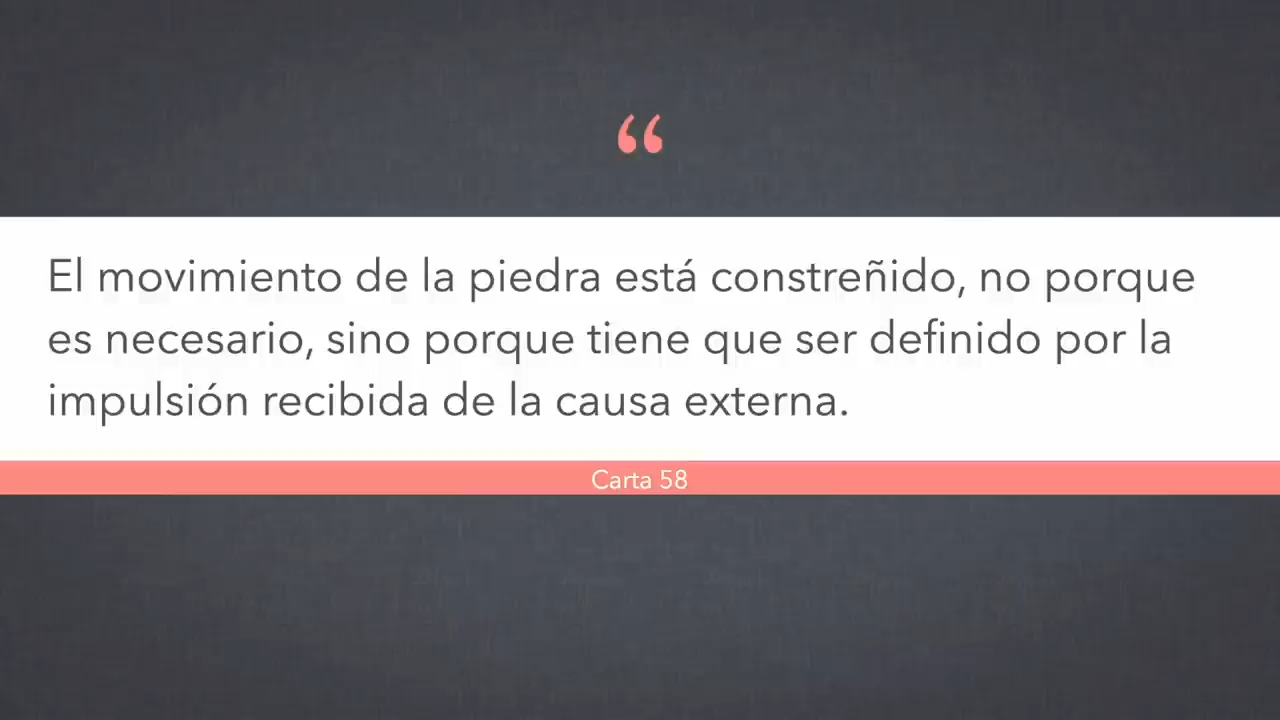 “
El movimiento de la piedra está constreñido, no porque
es necesario, sino porque tiene que ser definido por la
impulsión recibida de la causa externa.
Carta 58